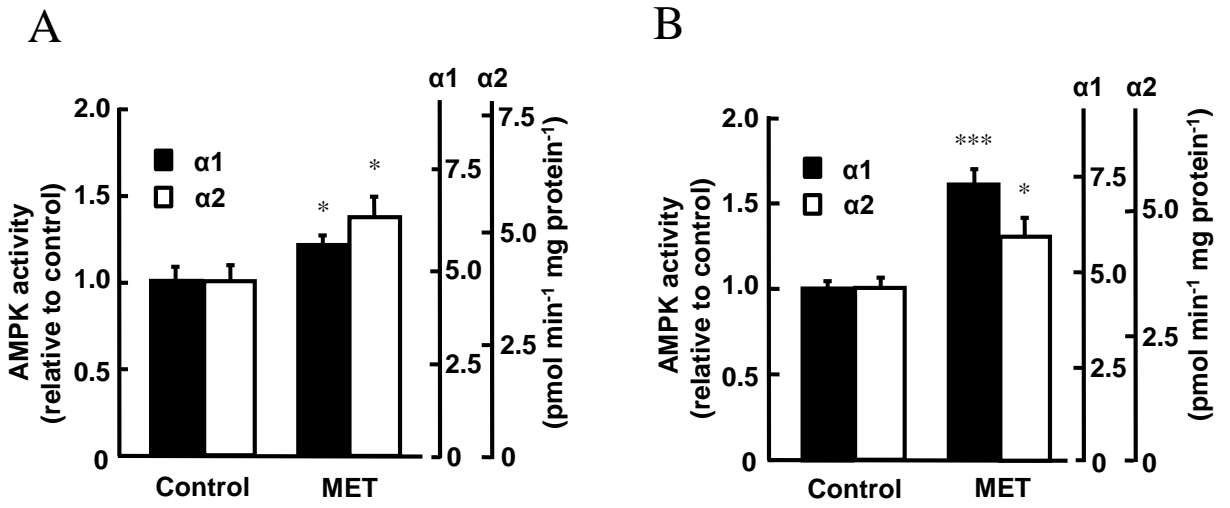 A
AMPK activity
(relative to control)
2.0
1.5
1.0
0.5
0
α1
α2
*
*
Control
MET
α1
7.5
5.0
2.5
0
α2
7.5
5.0
2.5
0
(pmol min⁻¹ mg protein⁻¹)
B
AMPK activity
(relative to control)
2.0
1.5
1.0
0.5
0
α1
α2
***
*
Control
MET
α1
7.5
5.0
2.5
0
α2
5.0
2.5
0
(pmol min⁻¹ mg protein⁻¹)